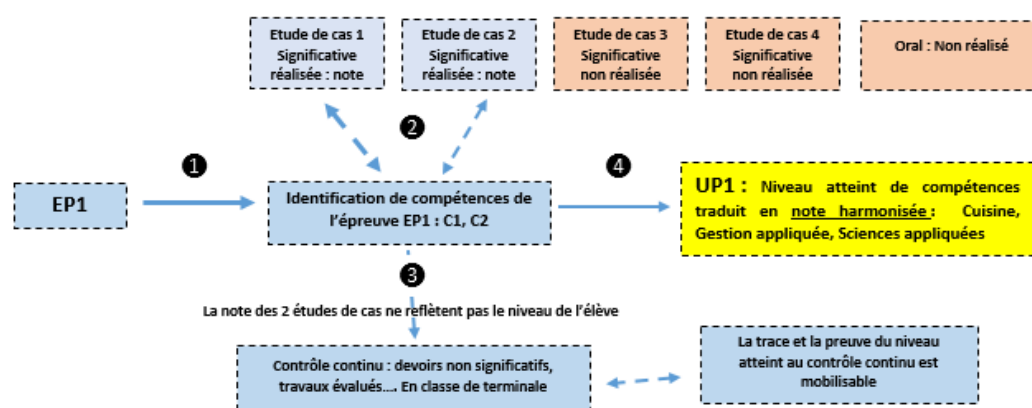 Etude de cas 1
Significative
réalisée : note
Etude de cas 2
Significative
réalisée : note
Etude de cas 3
Significative
non réalisée
Etude de cas 4
Significative
non réalisée
Oral : Non réalisé
2
1
4
EP1
Identification de compétences de
l'épreuve EP1 : C1, C2
UP1 : Niveau atteint de compétences
traduit en note harmonisée : Cuisine,
Gestion appliquée, Sciences appliquées
3
La note des 2 études de cas ne reflètent pas le niveau de l'élève
Contrôle continu : devoirs non significatifs,
travaux évalués.... En classe de terminale
La trace et la preuve du niveau
atteint au contrôle continu est
mobilisable